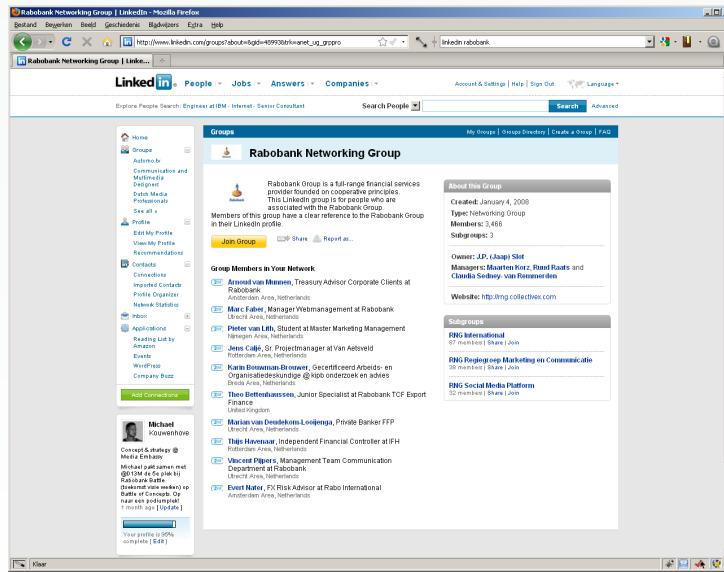 Rabobank Networking Group | LinkedIn - Mozilla Firefox
Bestand Bewerken Beeld Geschiedenis Bladwijzers Extra Help
http://www.linkedin.com/groups?about=&gid=48993&trk=anet_ug_grppro
linkedin rabobank
Rabobank Networking Group | Linke...
Linked in People Jobs Answers Companies
Account & Settings | Help | Sign Out Language
Explore People Search: Engineer at IBM - Internet - Senior Consultant
Search People Search Advanced
Home
Groups
Automo.tv
Communication and
Multimedia
Designers
Dutch Media
Professionals
See all »
Profile
Edit My Profile
View My Profile
Recommendations
Contacts
Connections
Imported Contacts
Profile Organizer
Network Statistics
Inbox
Applications
Reading List by
Amazon
Events
WordPress
Company Buzz
Add Connections
Michael
Kouwenhove
Concept & strategy @
Media Embassy
Michael pakt samen met
@D13M de 5e plek bij
Rabobank Battle
(toekomst visie werken) op
Battle of Concepts. Op
naar een podiumplek!
1 month ago [ Update ]
Your profile is 95%
complete [ Edit ]
Groups
My Groups | Groups Directory | Create a Group | FAQ
Rabobank Networking Group
Rabobank
Rabobank Group is a full-range financial services
provider founded on cooperative principles.
This LinkedIn group is for people who are
associated with the Rabobank Group.
Members of this group have a clear reference to the Rabobank Group
in their LinkedIn profile.
Join Group Share Report as...
Group Members in Your Network
Arnoud van Munnen, Treasury Advisor Corporate Clients at
Rabobank
Amsterdam Area, Netherlands
Marc Faber, Manager Webmanagement at Rabobank
Utrecht Area, Netherlands
Pieter van Lith, Student at Master Marketing Management
Nijmegen Area, Netherlands
Jens Caljé, Sr. Projectmanager at Van Aetsveld
Rotterdam Area, Netherlands
Karin Bouwman-Brouwer, Gecertificeerd Arbeids- en
Organisatiedeskundige @ kipb onderzoek en advies
Breda Area, Netherlands
Theo Bettenhaussen, Junior Specialist at Rabobank TCF Export
Finance
United Kingdom
Marian van Deudekom-Looijenga, Private Banker FFP
Utrecht Area, Netherlands
Thijs Havenaar, Independent Financial Controller at IFH
Rotterdam Area, Netherlands
Vincent Pijpers, Management Team Communication
Department at Rabobank
Utrecht Area, Netherlands
Evert Nater, FX Risk Advisor at Rabo International
Amsterdam Area, Netherlands
About this Group
Created: January 4, 2008
Type: Networking Group
Members: 3,466
Subgroups: 3
Owner: J.P. (Jaap) Slot
Managers: Maarten Korz, Ruud Raats and
Claudia Sedney- van Remmerden
Website: http://rng.collectivex.com
Subgroups
RNG International
87 members | Share | Join
RNG Regiegroep Marketing en Communicatie
38 members | Share | Join
RNG Social Media Platform
32 members | Share | Join
Klaar